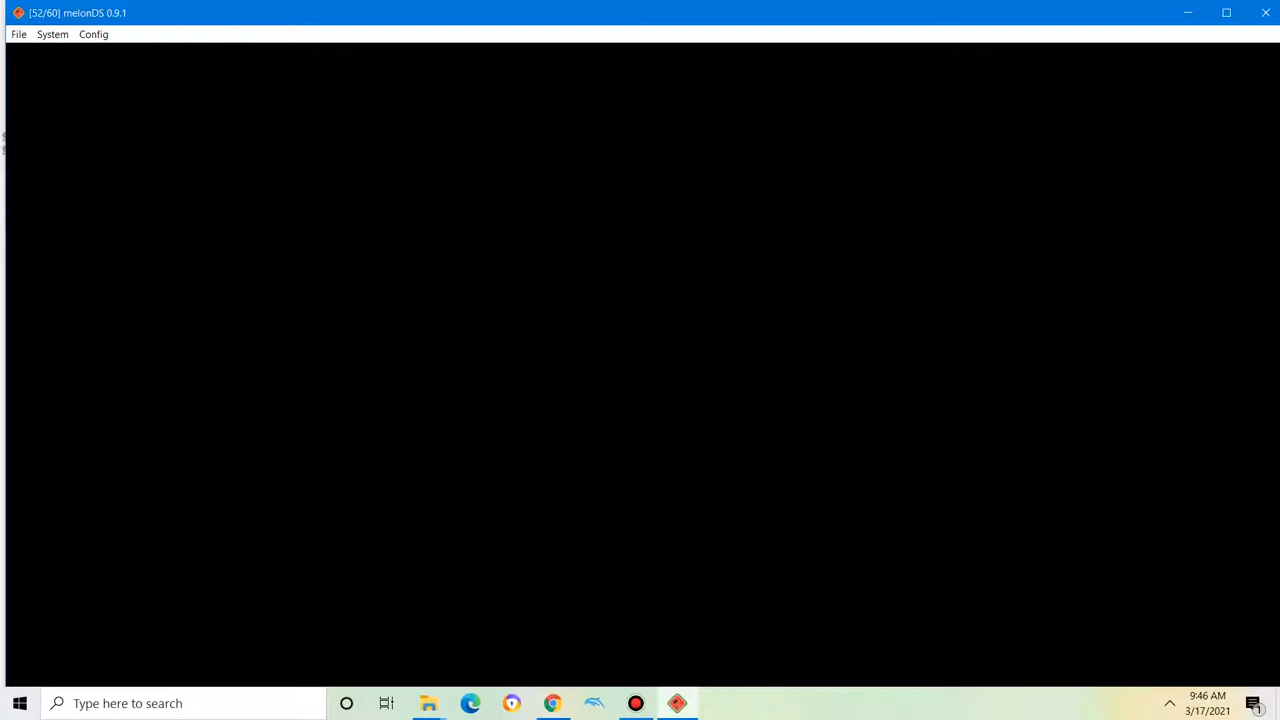 [52/60] melonDS 0.9.1
File System Config
Type here to search
9:46 AM
3/17/2021
1